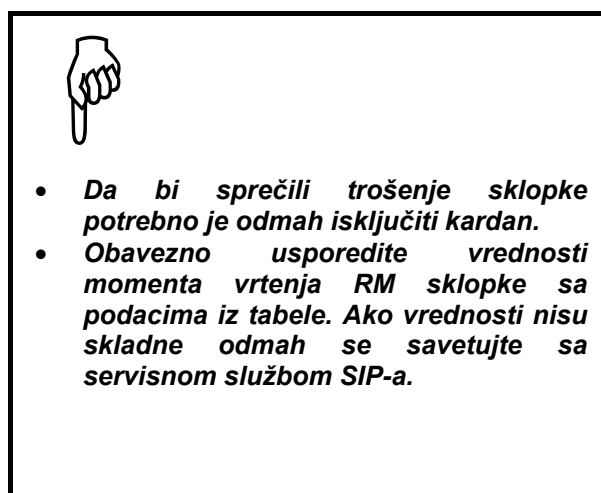 • Da bi sprečili trošenje sklopke
potrebno je odmah isključiti kardan.
• Obavezno usporedite vrednosti
momenta vrtenja RM sklopke sa
podacima iz tabele. Ako vrednosti nisu
skladne odmah se savetujte sa
servisnom službom SIP-a.